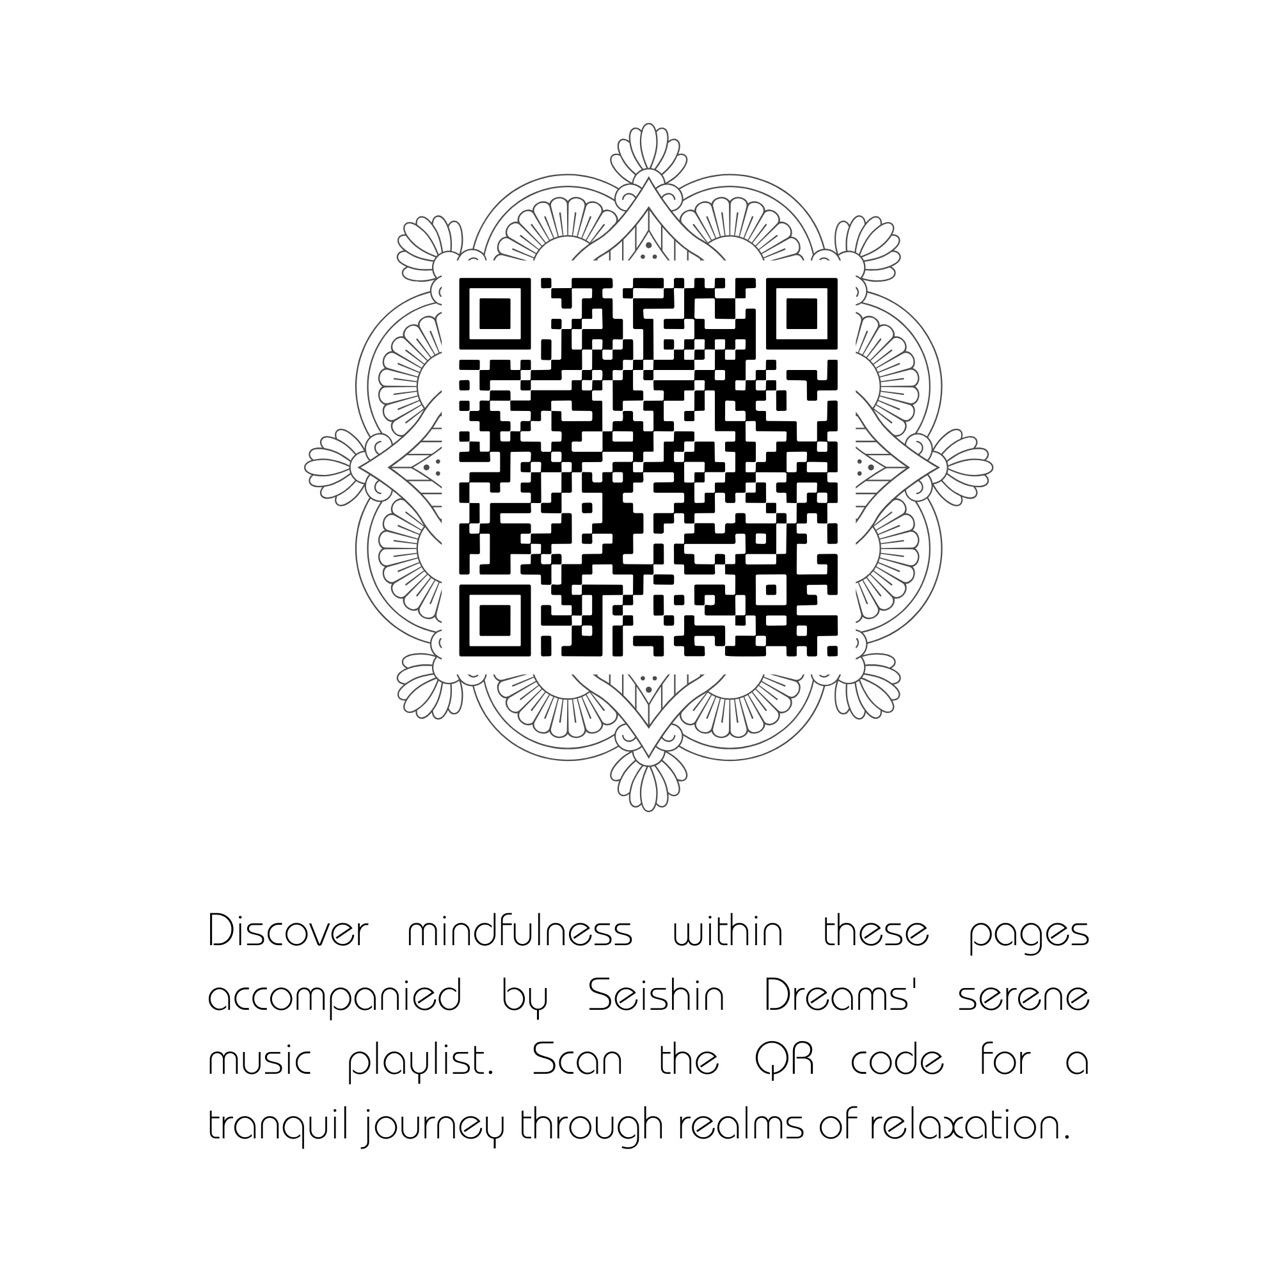 Discover mindfulness within these pages
accompanied by Seishin Dreams' serene
music playlist. Scan the QR code for a
tranquil journey through realms of relaxation.